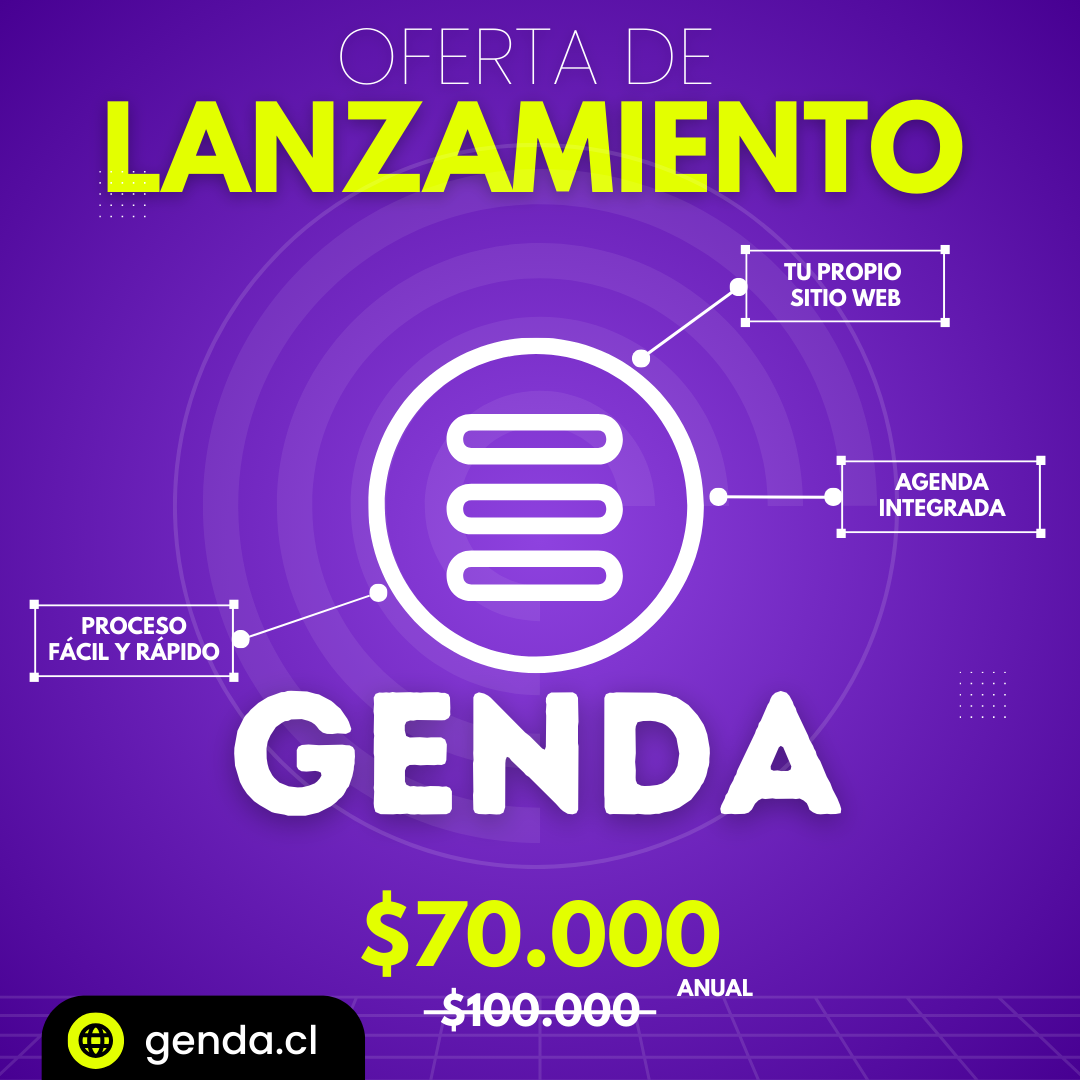 OFERTA DE
LANZAMIENTO
TU PROPIO
SITIO WEB
AGENDA
INTEGRADA
PROCESO
FÁCIL Y RÁPIDO
GENDA
$70.000
ANUAL
$100.000
genda.cl